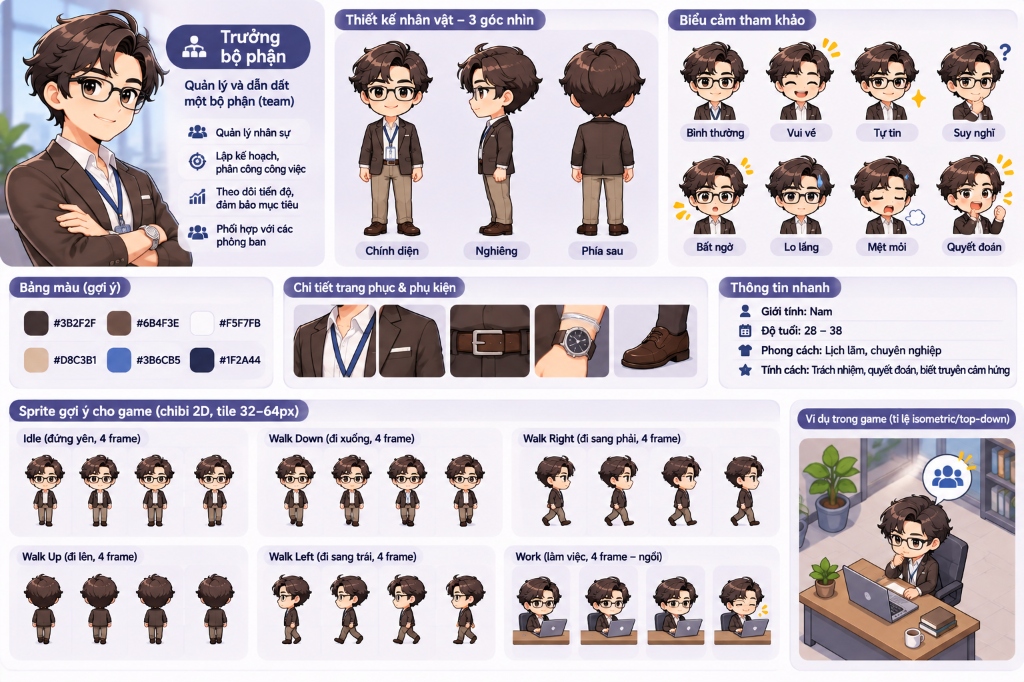 Trưởng
bộ phận
Quản lý và dẫn dắt
một bộ phận (team)
Quản lý nhân sự
Lập kế hoạch,
phân công công việc
Theo dõi tiến độ,
đảm bảo mục tiêu
Phối hợp với các
phòng ban
Thiết kế nhân vật – 3 góc nhìn
Chính diện
Nghiêng
Phía sau
Biểu cảm tham khảo
?
Bình thường
Vui vẻ
Tự tin
Suy nghĩ
Bất ngờ
Lo lắng
Mệt mỏi
Quyết đoán
Bảng màu (gợi ý)
#3B2F2F
#6B4F3E
#F5F7FB
#D8C3B1
#3B6CB5
#1F2A44
Chi tiết trang phục & phụ kiện
Thông tin nhanh
Giới tính: Nam
Độ tuổi: 28 – 38
Phong cách: Lịch lãm, chuyên nghiệp
Tính cách: Trách nhiệm, quyết đoán, biết truyền cảm hứng
Sprite gợi ý cho game (chibi 2D, tile 32–64px)
Idle (đứng yên, 4 frame)
Walk Down (đi xuống, 4 frame)
Walk Right (đi sang phải, 4 frame)
Walk Up (đi lên, 4 frame)
Walk Left (đi sang trái, 4 frame)
Work (làm việc, 4 frame – ngồi)
Ví dụ trong game (tỉ lệ isometric/top-down)